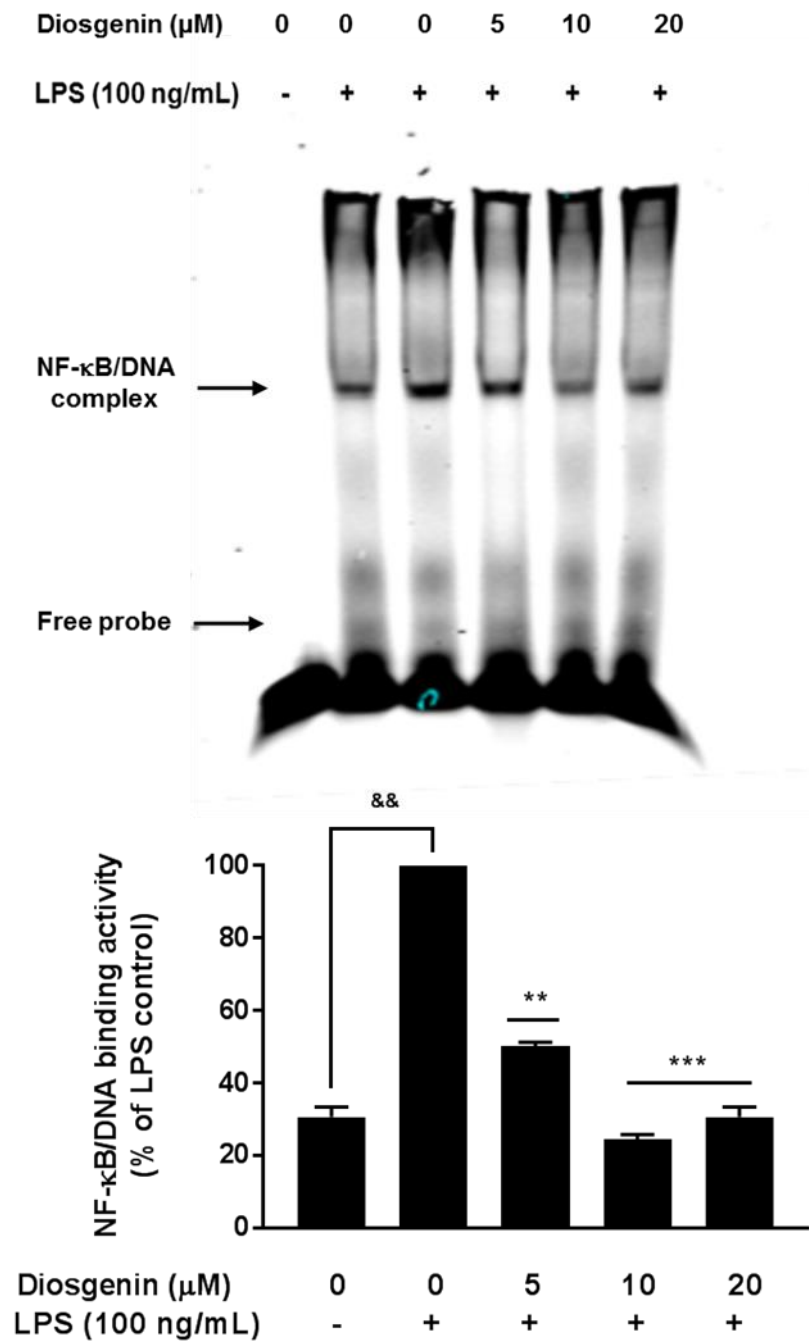 Diosgenin (µM) 0 0 0 5 10 20
LPS (100 ng/mL) - + + + + +
NF-κB/DNA
complex
Free probe
&&
NF-κB/DNA binding activity
(% of LPS control)
100
80
60
40
20
0
**
***
Diosgenin (μM) 0 0 5 10 20
LPS (100 ng/mL) - + + + +